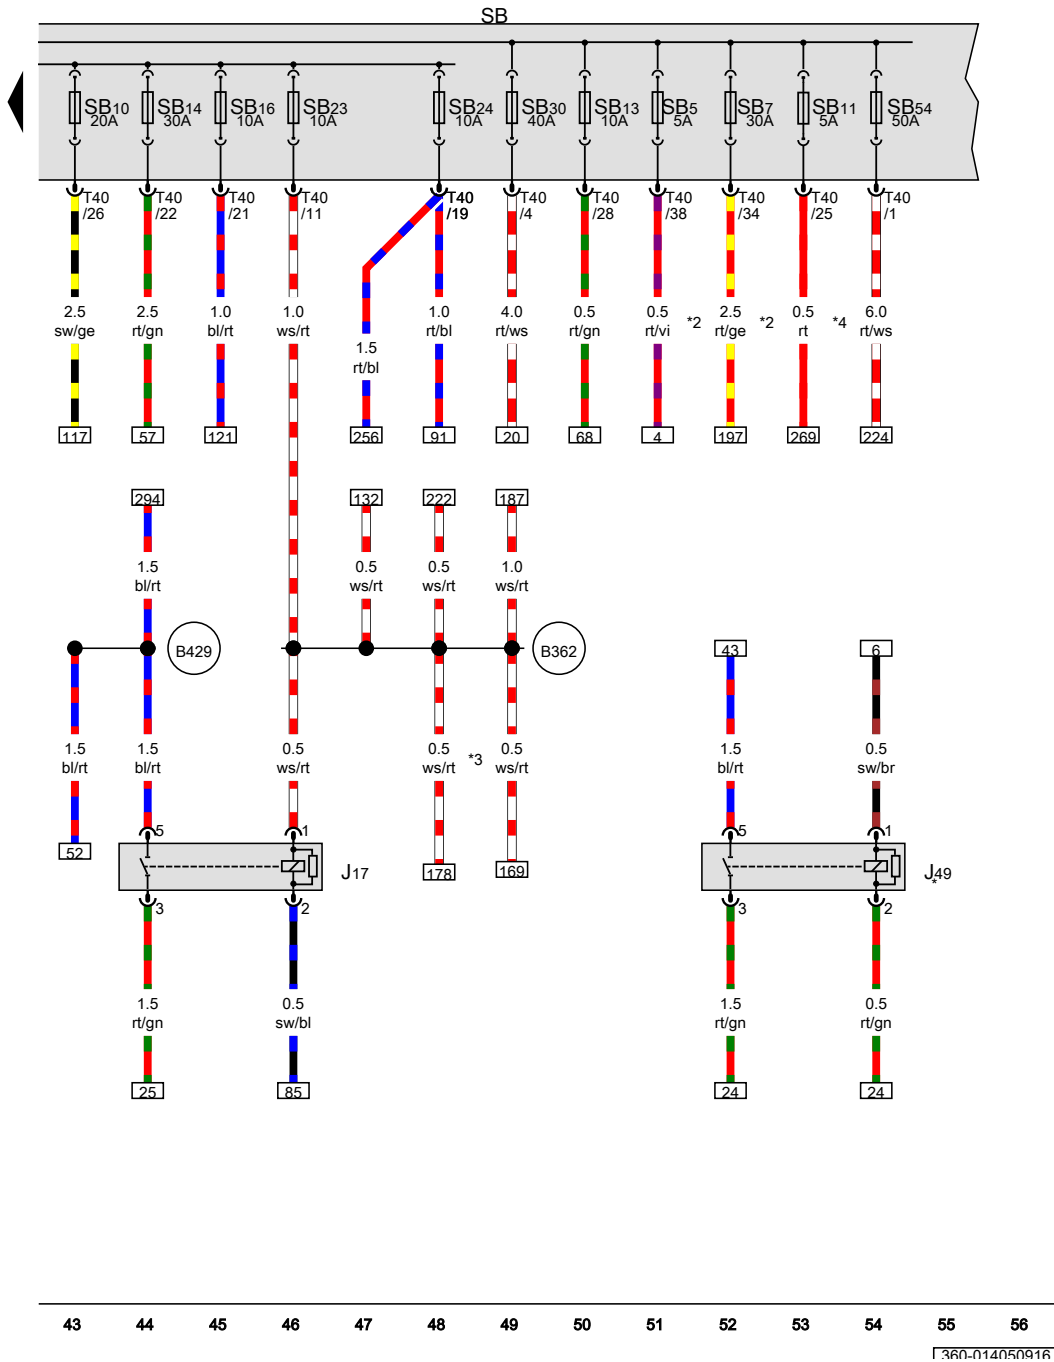 SB
SB10 SB14 SB16 SB23 SB24 SB30 SB13 SB5 SB7 SB11 SB54
20A 30A 10A 10A 10A 40A 10A 5A 30A 5A 50A
T40 T40 T40 T40 T40 T40 T40 T40 T40 T40 T40
/26 /22 /21 /11 /19 /4 /28 /38 /34 /25 /1
2.5 2.5 1.0 1.0 1.0 4.0 0.5 0.5 2.5 0.5 6.0
sw/ge rt/gn bl/rt ws/rt rt/bl rt/ws rt/gn rt/vi *2 rt/ge *2 rt *4 rt/ws
1.5
rt/bl
117 57 121 256 91 20 68 4 197 269 224
294 132 222 187
1.5 0.5 0.5 1.0
bl/rt ws/rt ws/rt ws/rt
B429 B362
43 6
1.5 1.5 0.5 0.5 0.5 1.5 0.5
bl/rt bl/rt ws/rt ws/rt *3 ws/rt bl/rt sw/br
5 1 5 1
52
J17 178 169 J49
*
3 2 3 2
1.5 0.5 1.5 0.5
rt/gn sw/bl rt/gn rt/gn
25 85 24 24
43 44 45 46 47 48 49 50 51 52 53 54 55 56
360-014050916